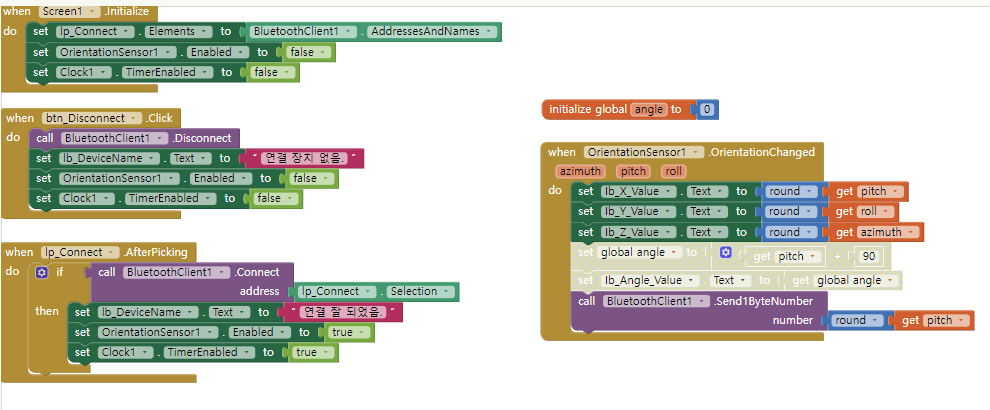 when Screen1 .Initialize
do set lp_Connect . Elements to BluetoothClient1 . AddressesAndNames
set OrientationSensor1 . Enabled to false
set Clock1 . TimerEnabled to false
when btn_Disconnect .Click
do call BluetoothClient1 .Disconnect
set lb_DeviceName . Text to " 연결 장치 없음. "
set OrientationSensor1 . Enabled to false
set Clock1 . TimerEnabled to false
when lp_Connect .AfterPicking
do if call BluetoothClient1 .Connect
address lp_Connect . Selection
then set lb_DeviceName . Text to " 연결 잘 되었음. "
set OrientationSensor1 . Enabled to true
set Clock1 . TimerEnabled to true
initialize global angle to 0
when OrientationSensor1 .OrientationChanged
azimuth pitch roll
do set lb_X_Value . Text to round get pitch
set lb_Y_Value . Text to round get roll
set lb_Z_Value . Text to round get azimuth
set global angle to get pitch + 90
set lb_Angle_Value . Text to get global angle
call BluetoothClient1 .Send1ByteNumber
number round get pitch